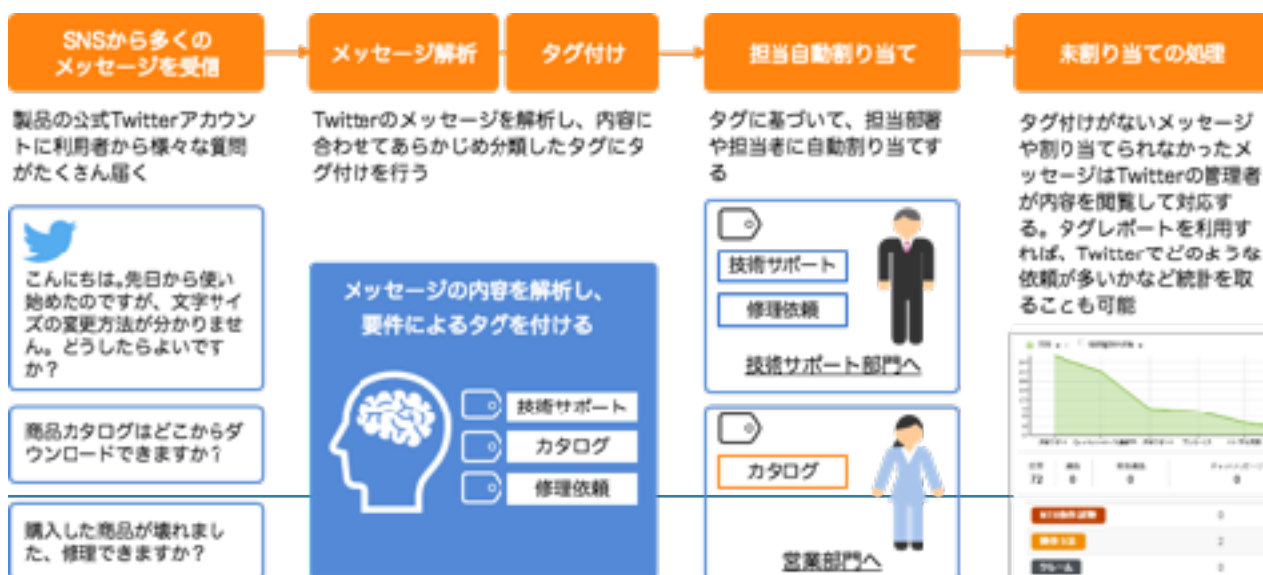 SNSから多くの
メッセージを受信
メッセージ解析
タグ付け
担当自動割り当て
未割り当ての処理
製品の公式Twitterアカウン
トに利用者から様々な質問
がたくさん届く
Twitterのメッセージを解析し、内容に
合わせてあらかじめ分類したタグにタ
グ付けを行う
タグに基づいて、担当部署
や担当者に自動割り当てす
る
タグ付けがないメッセージ
や割り当てられなかったメ
ッセージはTwitterの管理者
が内容を閲覧して対応す
る。タグレポートを利用す
れば、Twitterでどのような
依頼が多いかなど統計を取
ることも可能
こんにちは。先日から使い
始めたのですが、文字サイ
ズの変更方法が分かりませ
ん。どうしたらよいです
か？
商品カタログはどこからダ
ウンロードできますか？
購入した商品が壊れまし
た、修理できますか？
メッセージの内容を解析し、
要件によるタグを付ける
技術サポート
カタログ
修理依頼
技術サポート
修理依頼
技術サポート部門へ
カタログ
営業部門へ
72
0
0
0
0
2
クレーム
0